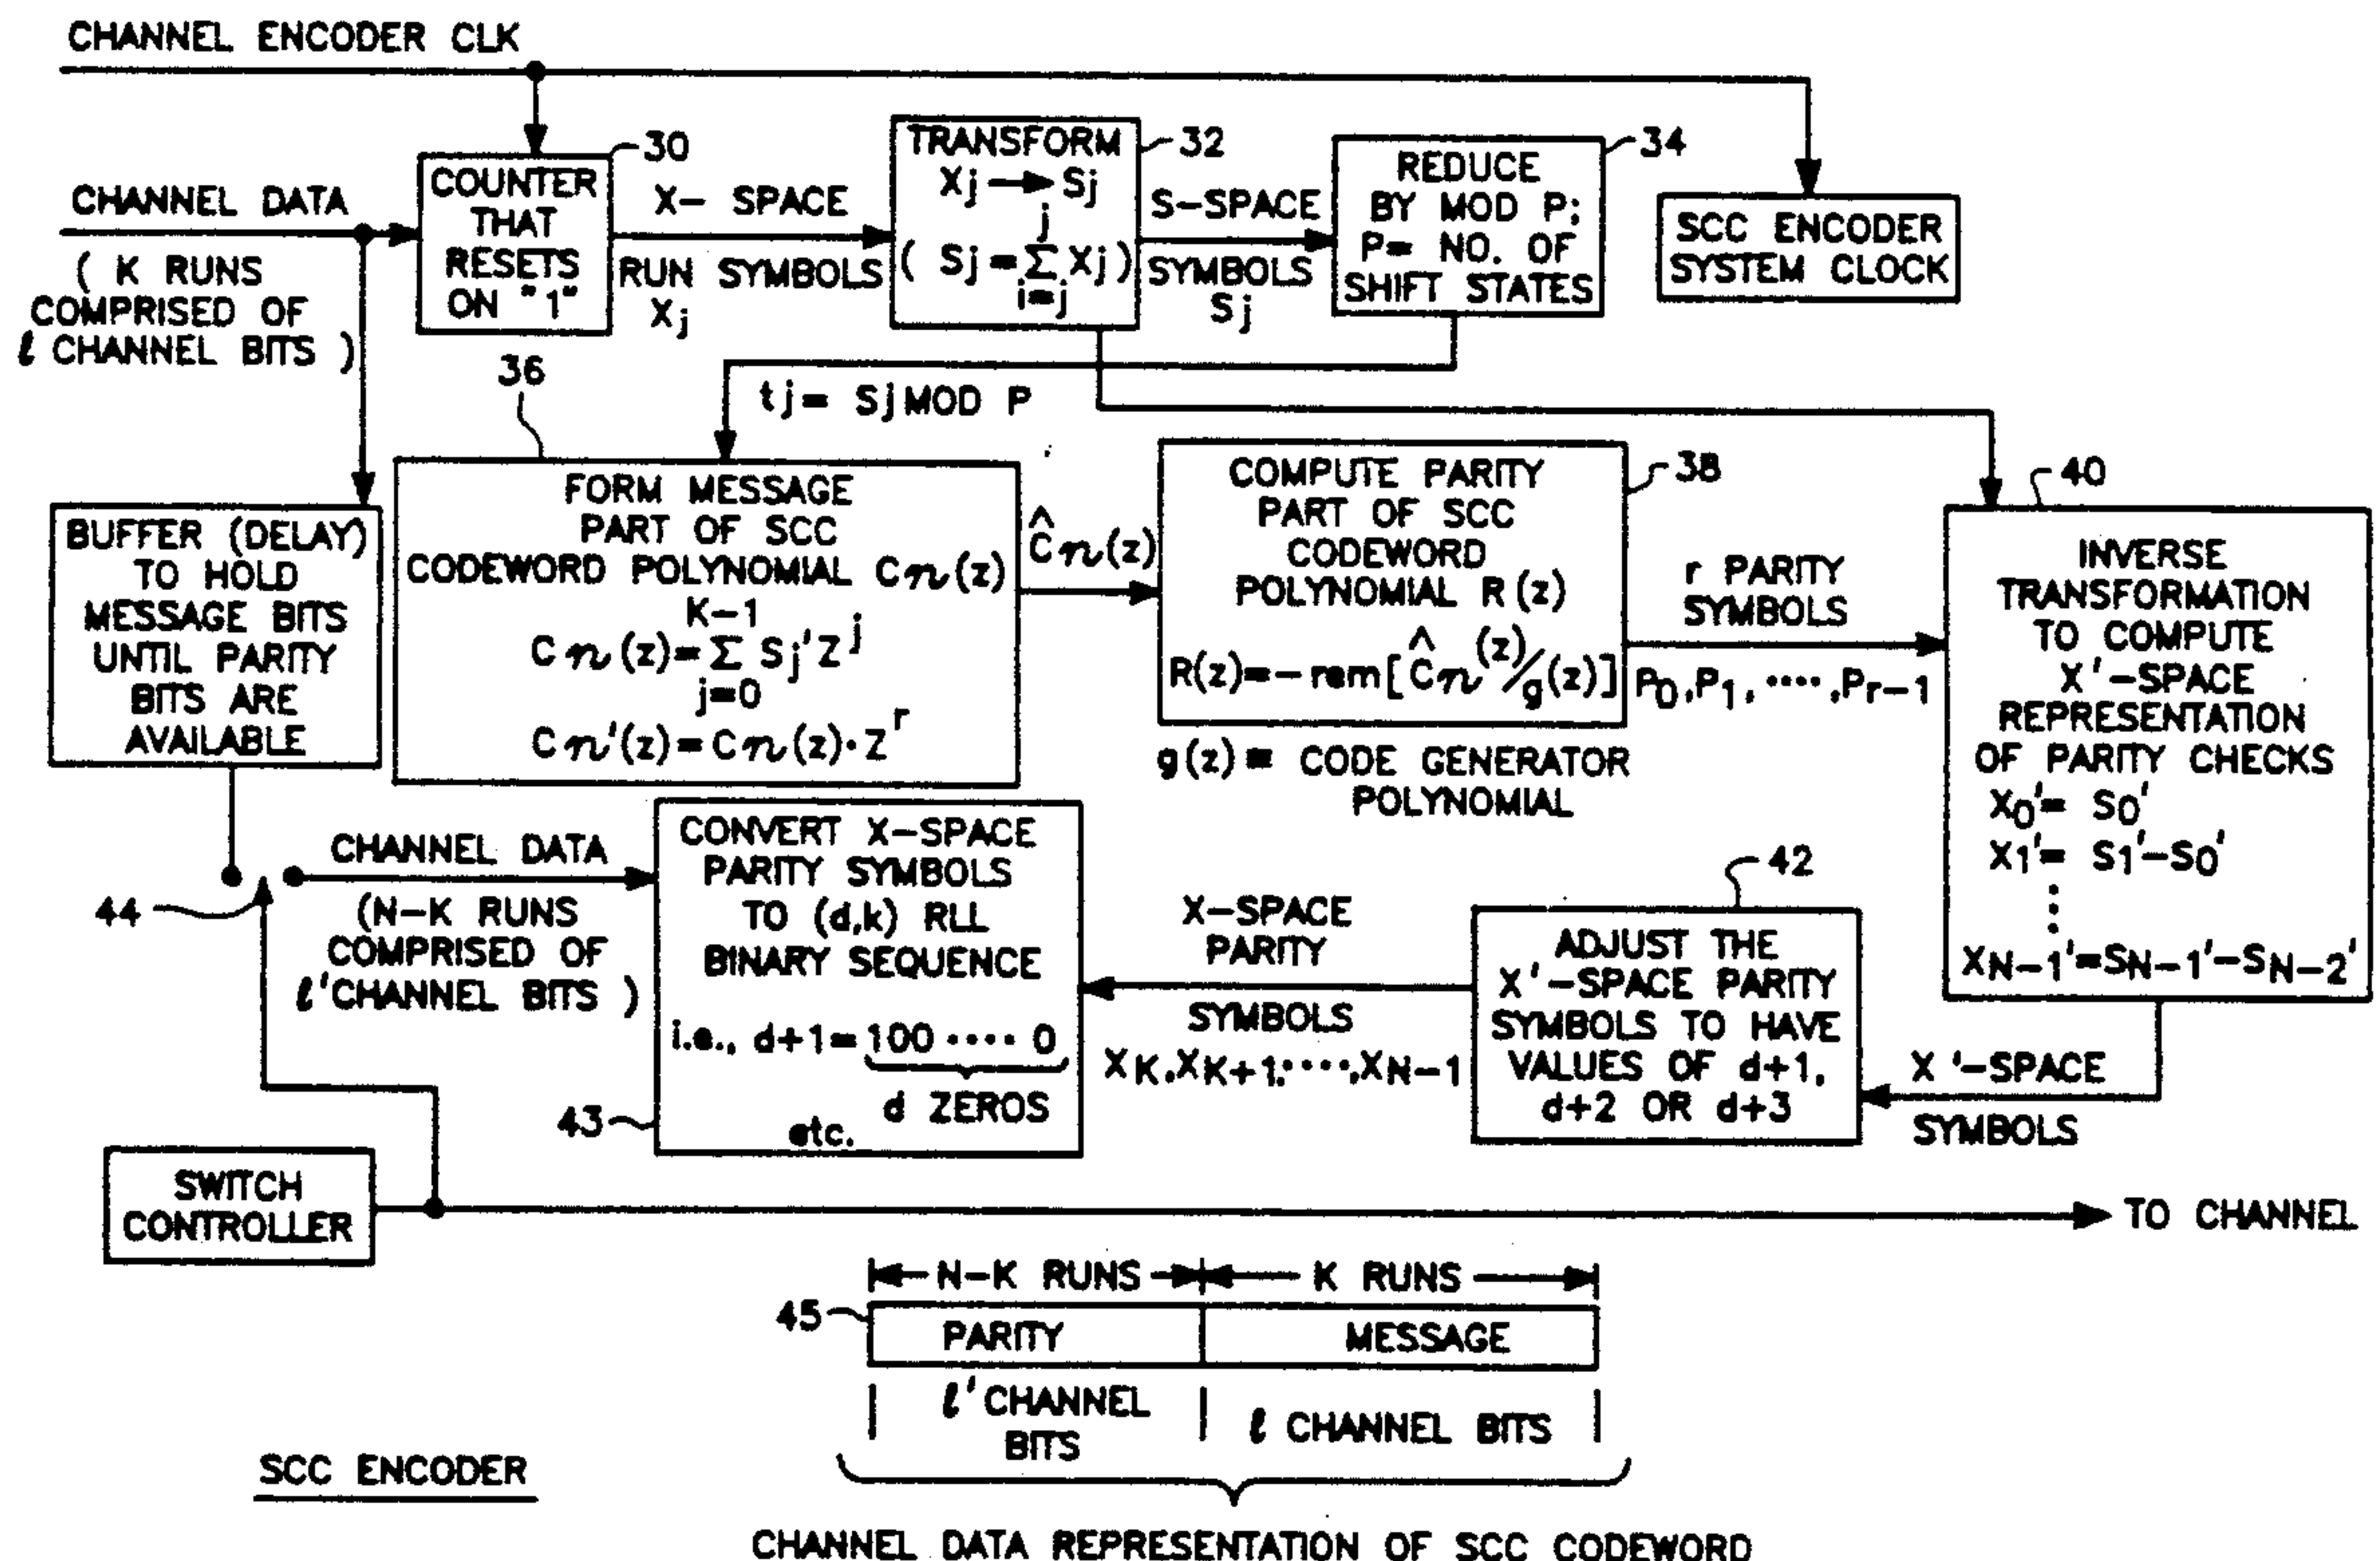 CHANNEL ENCODER CLK
CHANNEL DATA
( K RUNS
COMPRISED OF
ℓ CHANNEL BITS )
30
COUNTER
THAT
RESETS
ON "1"
X- SPACE
RUN SYMBOLS
Xj
32
TRANSFORM
Xj → Sj
j
( Sj = Σ Xj )
i=j
S-SPACE
SYMBOLS
Sj
34
REDUCE
BY MOD P;
P= NO. OF
SHIFT STATES
SCC ENCODER
SYSTEM CLOCK
tj= Sj MOD P
BUFFER (DELAY)
TO HOLD
MESSAGE BITS
UNTIL PARITY
BITS ARE
AVAILABLE
36
FORM MESSAGE
PART OF SCC
CODEWORD POLYNOMIAL Cn(z)
K-1
Cn(z)= Σ Sj' Z^j
j=0
Cn'(z)= Cn(z)·Z^r
Ĉn(z)
38
COMPUTE PARITY
PART OF SCC
CODEWORD
POLYNOMIAL R(z)
R(z)=-rem[Ĉn(z)/g(z)]
g(z) ≡ CODE GENERATOR
POLYNOMIAL
r PARITY
SYMBOLS
P0,P1,····,Pr-1
40
INVERSE
TRANSFORMATION
TO COMPUTE
X'-SPACE
REPRESENTATION
OF PARITY CHECKS
X0'= S0'
X1'= S1'-S0'
⋮
XN-1'=SN-1'-SN-2'
X'-SPACE
SYMBOLS
42
ADJUST THE
X'-SPACE PARITY
SYMBOLS TO HAVE
VALUES OF d+1,
d+2 OR d+3
X-SPACE
PARITY
SYMBOLS
XK,XK+1,····,XN-1
CONVERT X-SPACE
PARITY SYMBOLS
TO (d,k) RLL
BINARY SEQUENCE
i.e., d+1=100 ···· 0
d ZEROS
etc.
43
CHANNEL DATA
(N-K RUNS
COMPRISED OF
ℓ' CHANNEL BITS )
44
SWITCH
CONTROLLER
TO CHANNEL
N-K RUNS
K RUNS
45
PARITY
MESSAGE
ℓ' CHANNEL
BITS
ℓ CHANNEL BITS
SCC ENCODER
CHANNEL DATA REPRESENTATION OF SCC CODEWORD